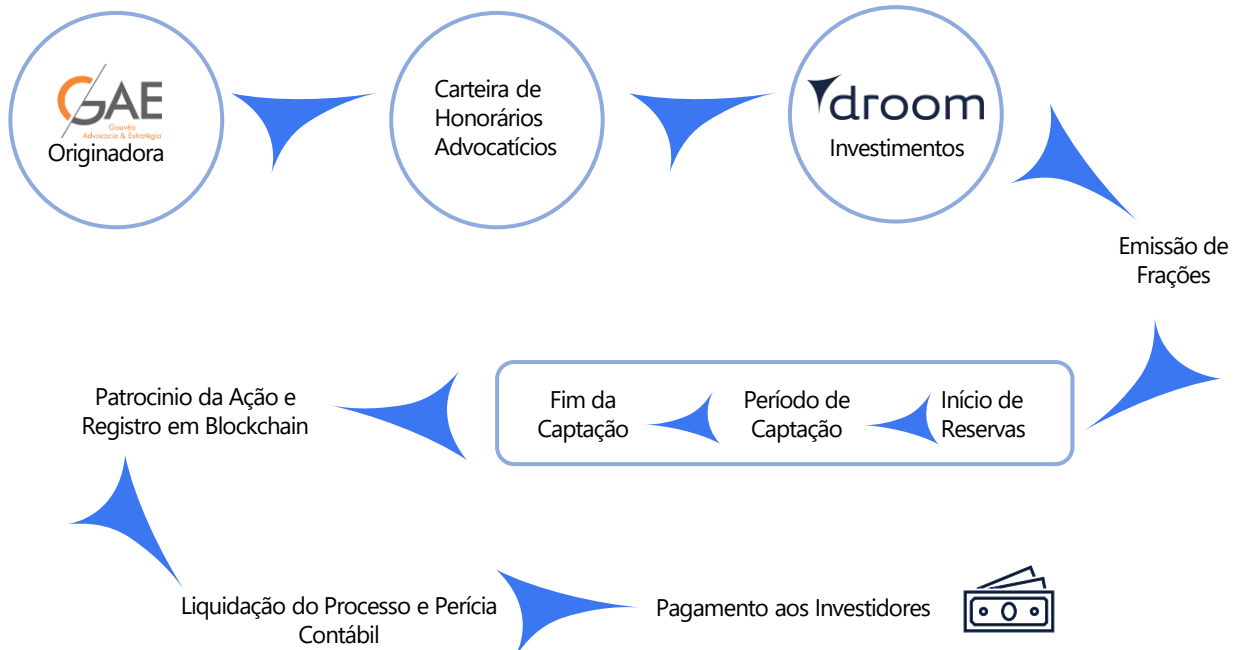 GAE
Gouvêa
Advocacia & Estratégia
Originadora
Carteira de
Honorários
Advocatícios
droom
Investimentos
Emissão de
Frações
Início de
Reservas
Período de
Captação
Fim da
Captação
Patrocinio da Ação e
Registro em Blockchain
Liquidação do Processo e Perícia
Contábil
Pagamento aos Investidores